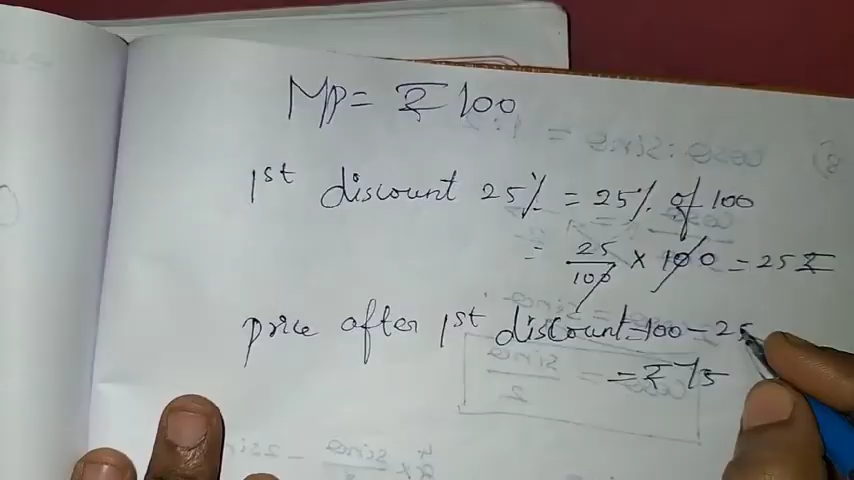 Mp = ₹ 100
1st discount 25% = 25% of 100
= 25/100 × 100 = 25 ₹
price after 1st discount = 100 - 25
= ₹ 75